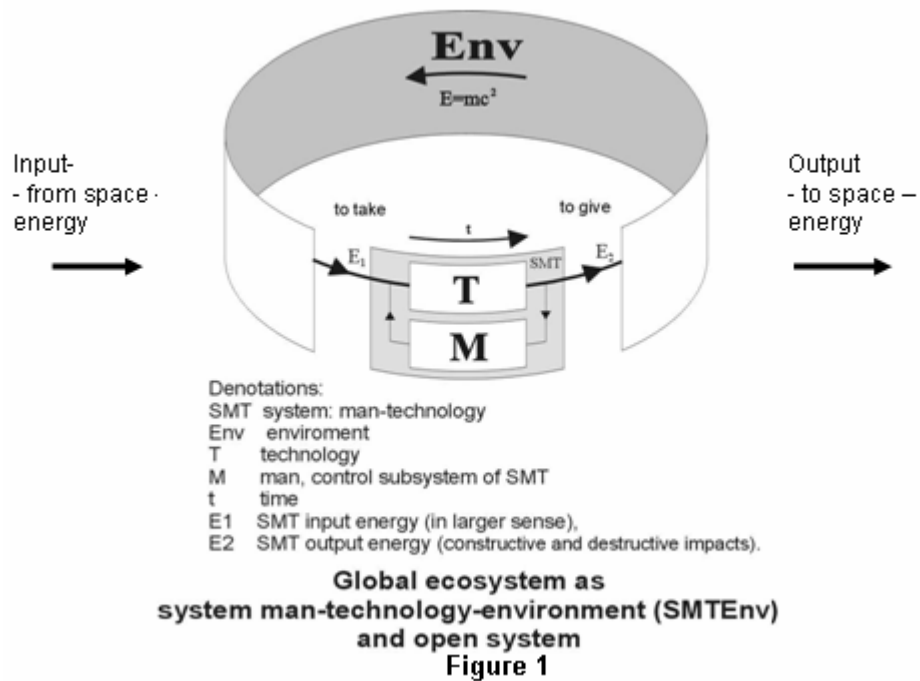 Env
E=mc²
Input-
- from space -
energy
Output
- to space –
energy
to take
to give
t
E₁
SMT
E₂
T
M
Denotations:
SMT system: man-technology
Env enviroment
T technology
M man, control subsystem of SMT
t time
E1 SMT input energy (in larger sense),
E2 SMT output energy (constructive and destructive impacts).
Global ecosystem as
system man-technology-environment (SMTEnv)
and open system
Figure 1